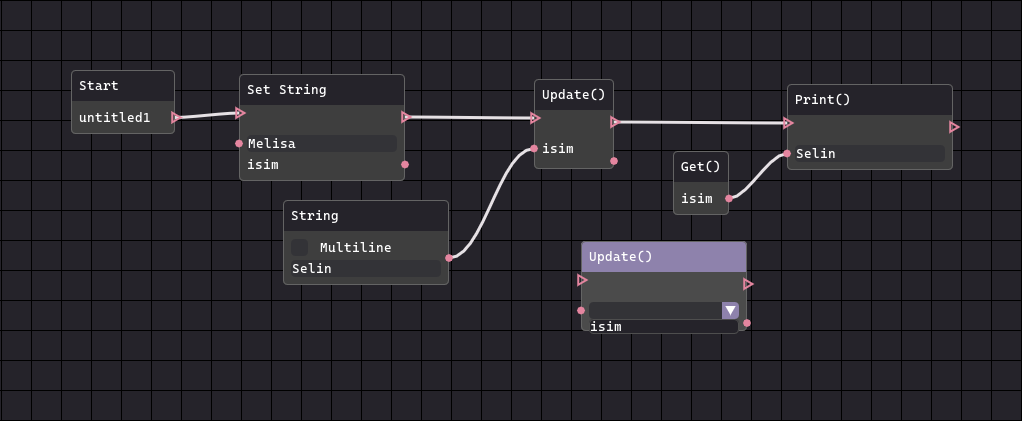 Start
untitled1
Set String
Melisa
isim
String
Multiline
Selin
Update()
isim
Get()
isim
Print()
Selin
Update()
isim